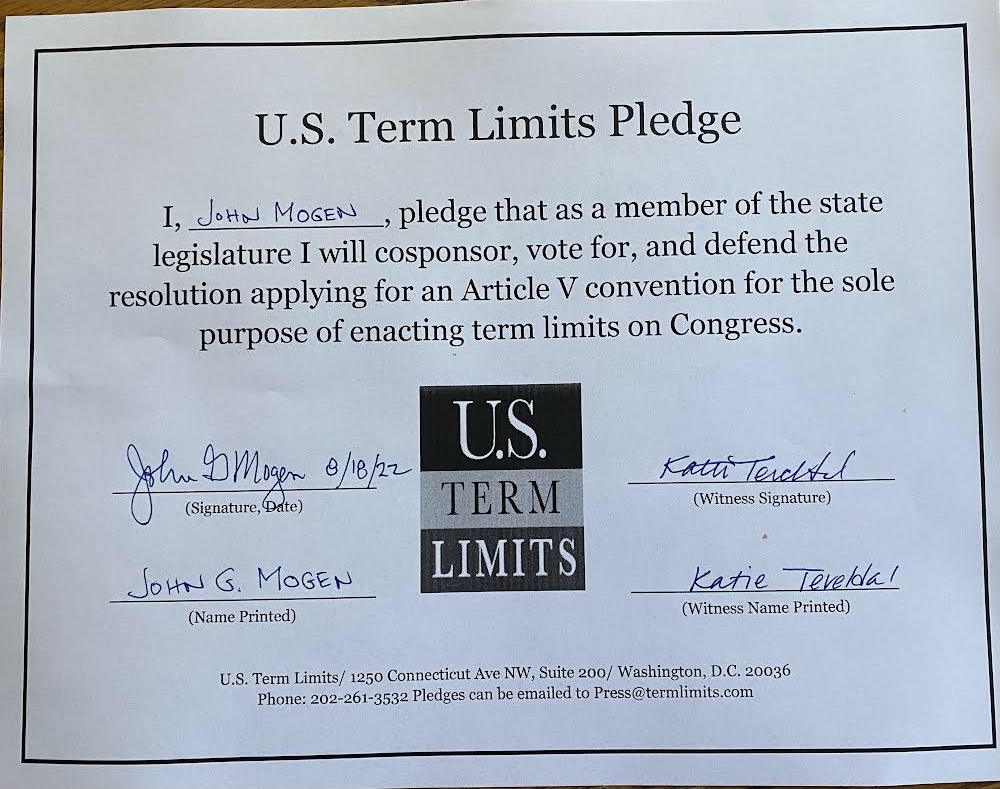 U.S. Term Limits Pledge
I, JOHN MOGEN, pledge that as a member of the state
legislature I will cosponsor, vote for, and defend the
resolution applying for an Article V convention for the sole
purpose of enacting term limits on Congress.
U.S.
TERM
LIMITS
John G Mogen 8/18/22
(Signature, Date)
JOHN G. MOGEN
(Name Printed)
(Witness Signature)
Katie
(Witness Name Printed)
U.S. Term Limits/ 1250 Connecticut Ave NW, Suite 200/ Washington, D.C. 20036
Phone: 202-261-3532 Pledges can be emailed to Press@termlimits.com